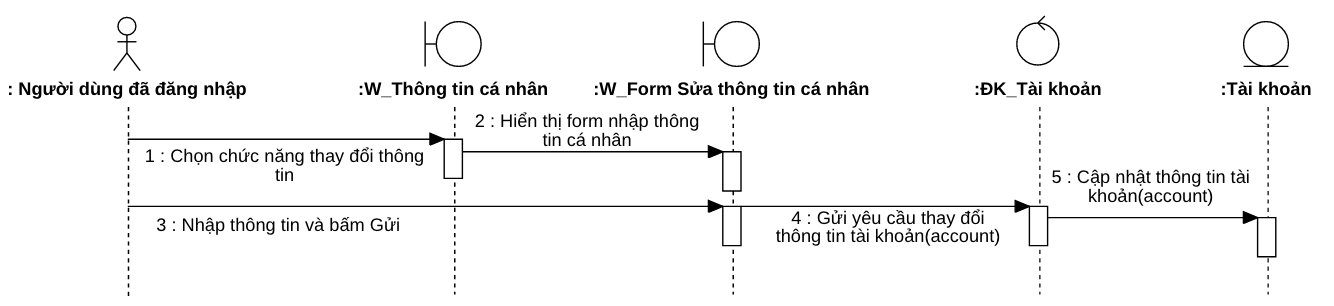 : Người dùng đã đăng nhập
:W_Thông tin cá nhân
:W_Form Sửa thông tin cá nhân
:ĐK_Tài khoản
:Tài khoản
1 : Chọn chức năng thay đổi thông
tin
2 : Hiển thị form nhập thông
tin cá nhân
3 : Nhập thông tin và bấm Gửi
4 : Gửi yêu cầu thay đổi
thông tin tài khoản(account)
5 : Cập nhật thông tin tài
khoản(account)